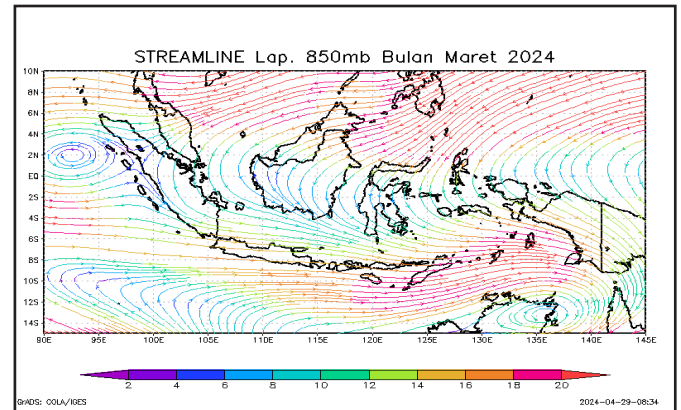 STREAMLINE Lap. 850mb Bulan Maret 2024
10N
8N
6N
4N
2N
EQ
2S
4S
6S
8S
10S
12S
14S
90E 95E 100E 105E 110E 115E 120E 125E 130E 135E 140E 145E
2 4 6 8 10 12 14 16 18 20
GrADS: COLA/IGES
2024-04-29-08:34